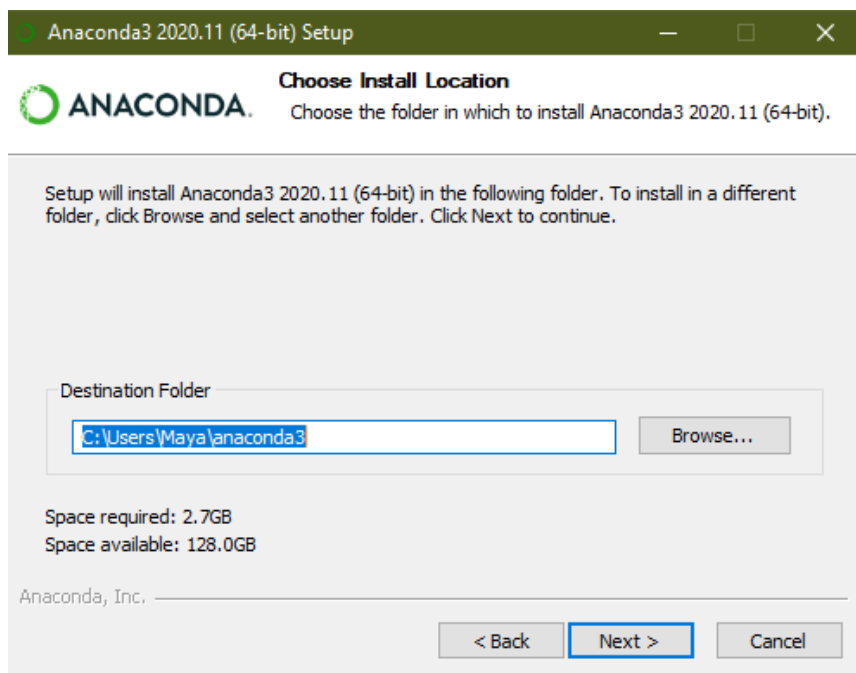 Anaconda3 2020.11 (64-bit) Setup
ANACONDA.
Choose Install Location
Choose the folder in which to install Anaconda3 2020.11 (64-bit).
Setup will install Anaconda3 2020.11 (64-bit) in the following folder. To install in a different
folder, click Browse and select another folder. Click Next to continue.
Destination Folder
C:\Users\Maya\anaconda3
Browse...
Space required: 2.7GB
Space available: 128.0GB
Anaconda, Inc.
< Back
Next >
Cancel